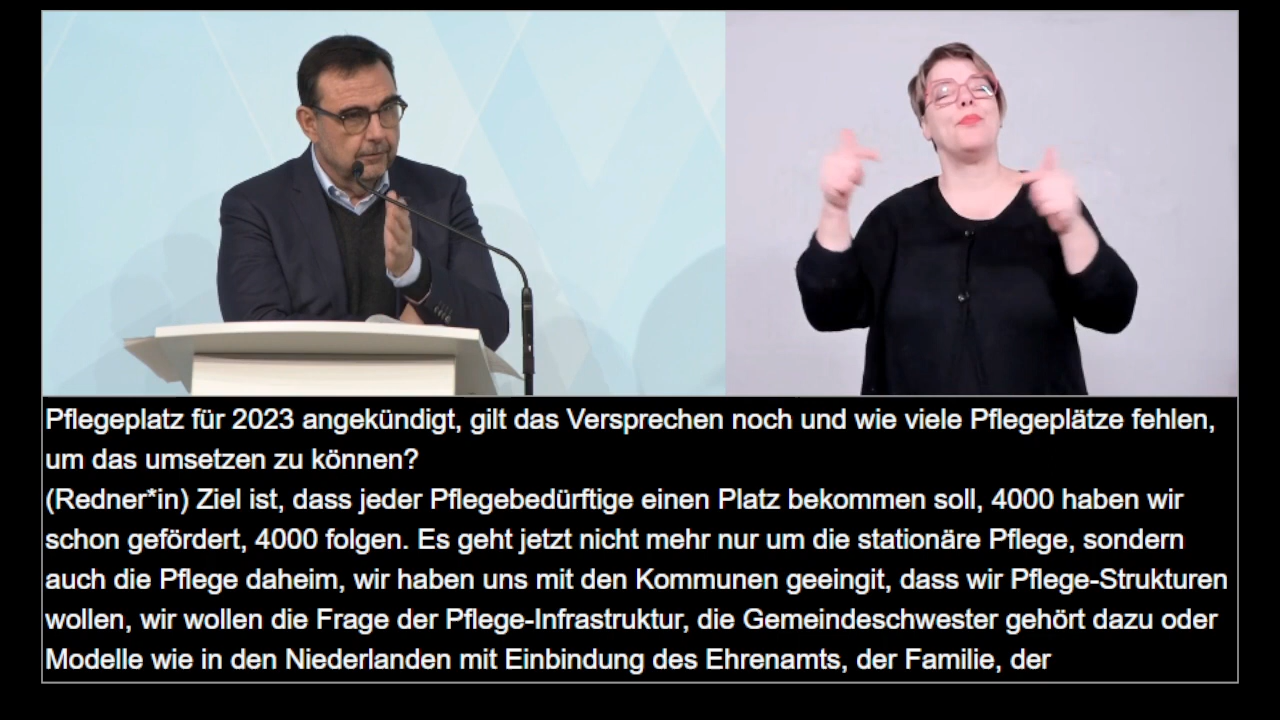 Pflegeplatz für 2023 angekündigt, gilt das Versprechen noch und wie viele Pflegeplätze fehlen,
um das umsetzen zu können?
(Redner*in) Ziel ist, dass jeder Pflegebedürftige einen Platz bekommen soll, 4000 haben wir
schon gefördert, 4000 folgen. Es geht jetzt nicht mehr nur um die stationäre Pflege, sondern
auch die Pflege daheim, wir haben uns mit den Kommunen geeingit, dass wir Pflege-Strukturen
wollen, wir wollen die Frage der Pflege-Infrastruktur, die Gemeindeschwester gehört dazu oder
Modelle wie in den Niederlanden mit Einbindung des Ehrenamts, der Familie, der